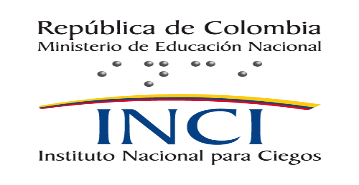 República de Colombia
Ministerio de Educación Nacional
INCI
Instituto Nacional para Ciegos